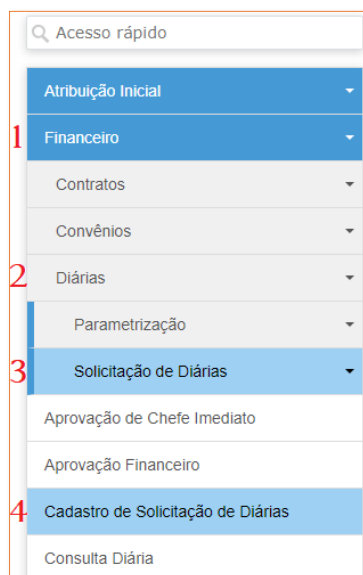 Acesso rápido
Atribuição Inicial
1 Financeiro
Contratos
Convênios
2 Diárias
Parametrização
3 Solicitação de Diárias
Aprovação de Chefe Imediato
Aprovação Financeiro
4 Cadastro de Solicitação de Diárias
Consulta Diária